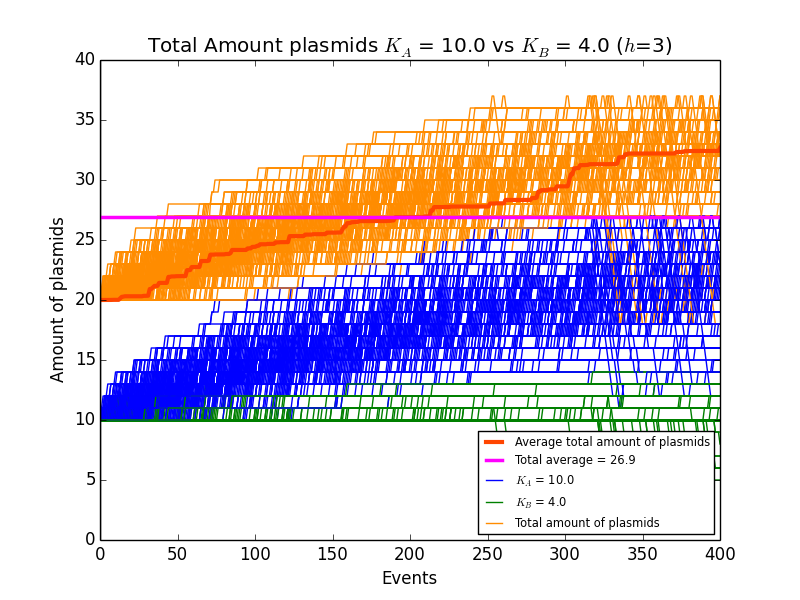 Total Amount plasmids K_A = 10.0 vs K_B = 4.0 (h=3)
Amount of plasmids
40
35
30
25
20
15
10
5
0
0 50 100 150 200 250 300 350 400
Events
Average total amount of plasmids
Total average = 26.9
K_A = 10.0
K_B = 4.0
Total amount of plasmids